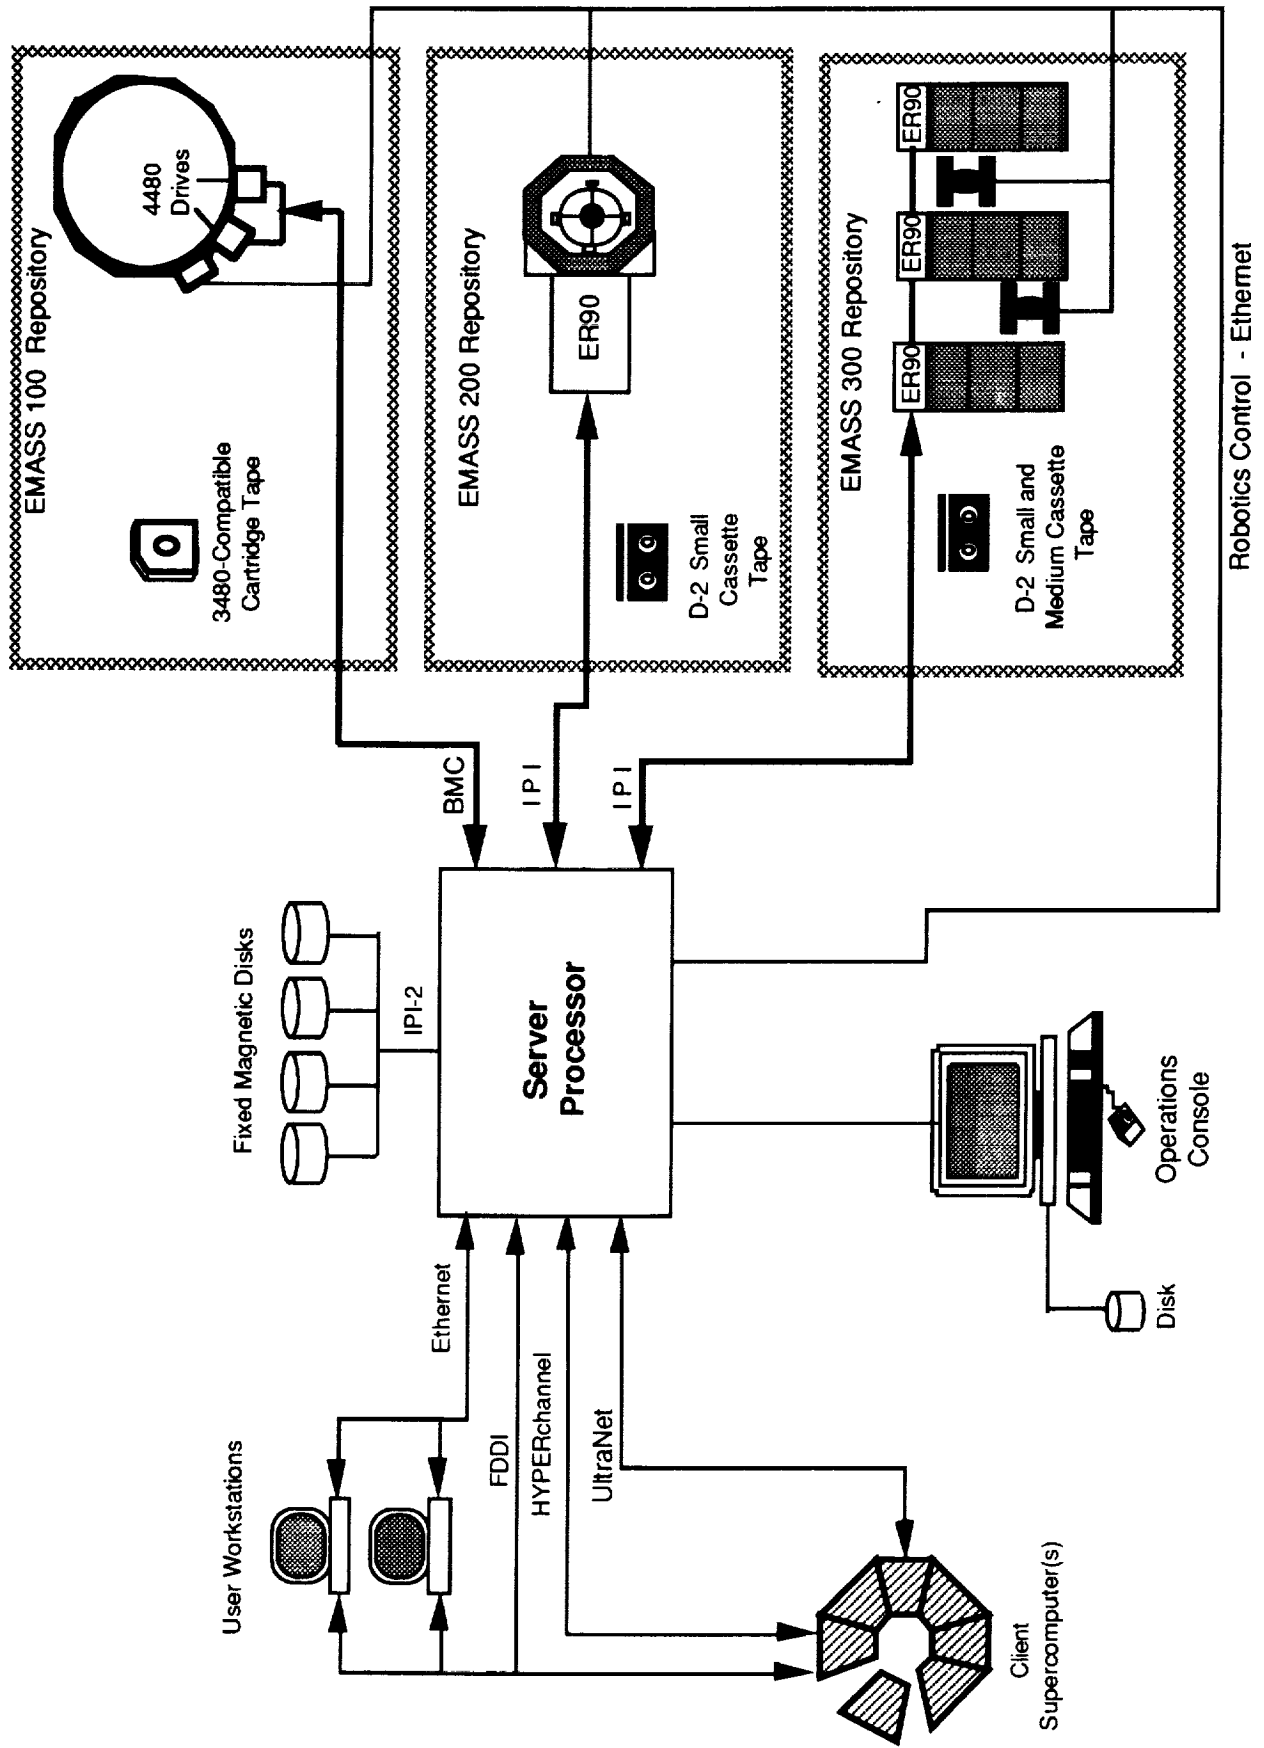 User Workstations
Ethernet
FDDI
HYPERchannel
UltraNet
Client
Supercomputer(s)
Fixed Magnetic Disks
IPI-2
Server
Processor
Operations
Console
Disk
BMC
IPI
IPI
EMASS 100 Repository
4480
Drives
3480-Compatible
Cartridge Tape
EMASS 200 Repository
ER90
D-2 Small
Cassette
Tape
EMASS 300 Repository
ER90
ER90
ER90
D-2 Small and
Medium Cassette
Tape
Robotics Control - Ethernet